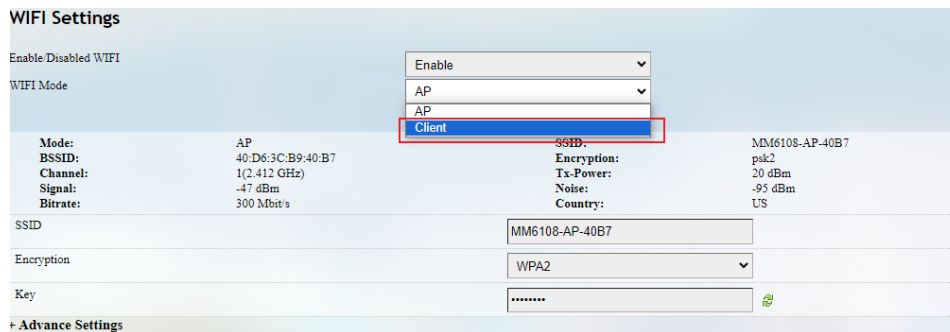 WIFI Settings
Enable/Disabled WIFI
Enable
WIFI Mode
AP
AP
Client
Mode: AP SSID: MM6108-AP-40B7
BSSID: 40:D6:3C:B9:40:B7 Encryption: psk2
Channel: 1(2.412 GHz) Tx-Power: 20 dBm
Signal: -47 dBm Noise: -95 dBm
Bitrate: 300 Mbit/s Country: US
SSID MM6108-AP-40B7
Encryption WPA2
Key ••••••••
+ Advance Settings